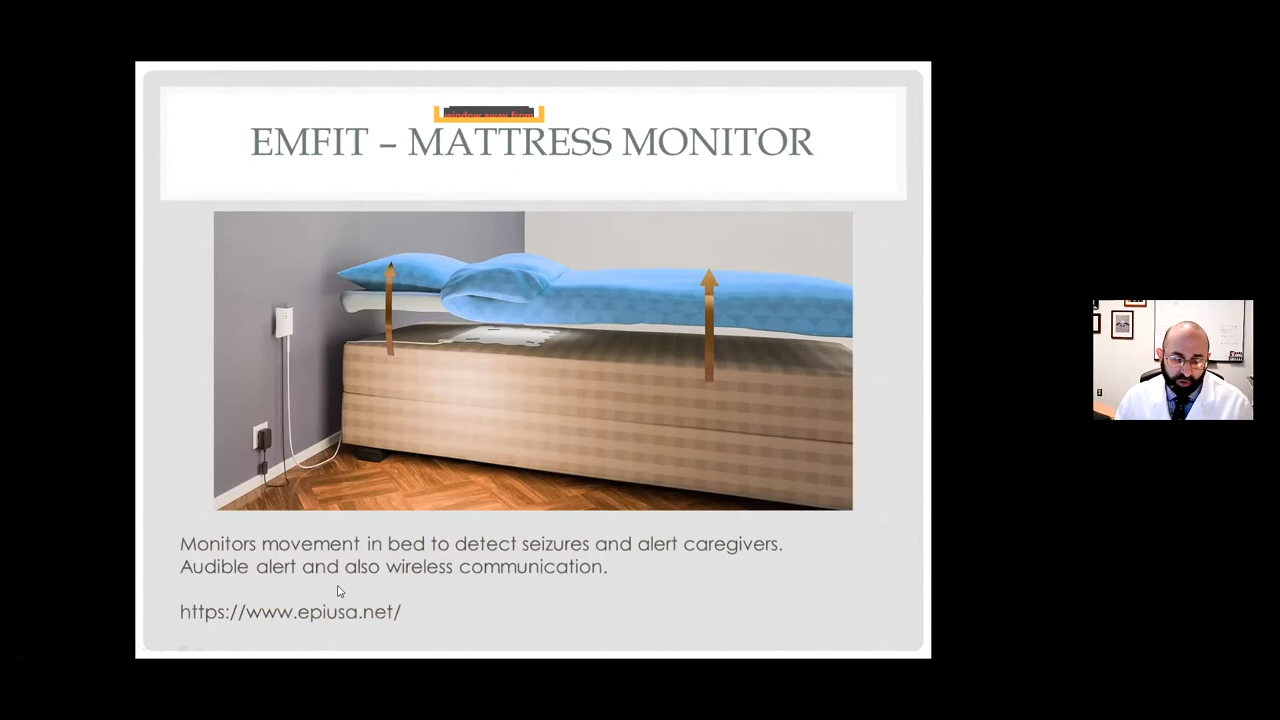 window away from
EMFIT – MATTRESS MONITOR
Monitors movement in bed to detect seizures and alert caregivers.
Audible alert and also wireless communication.
https://www.epiusa.net/